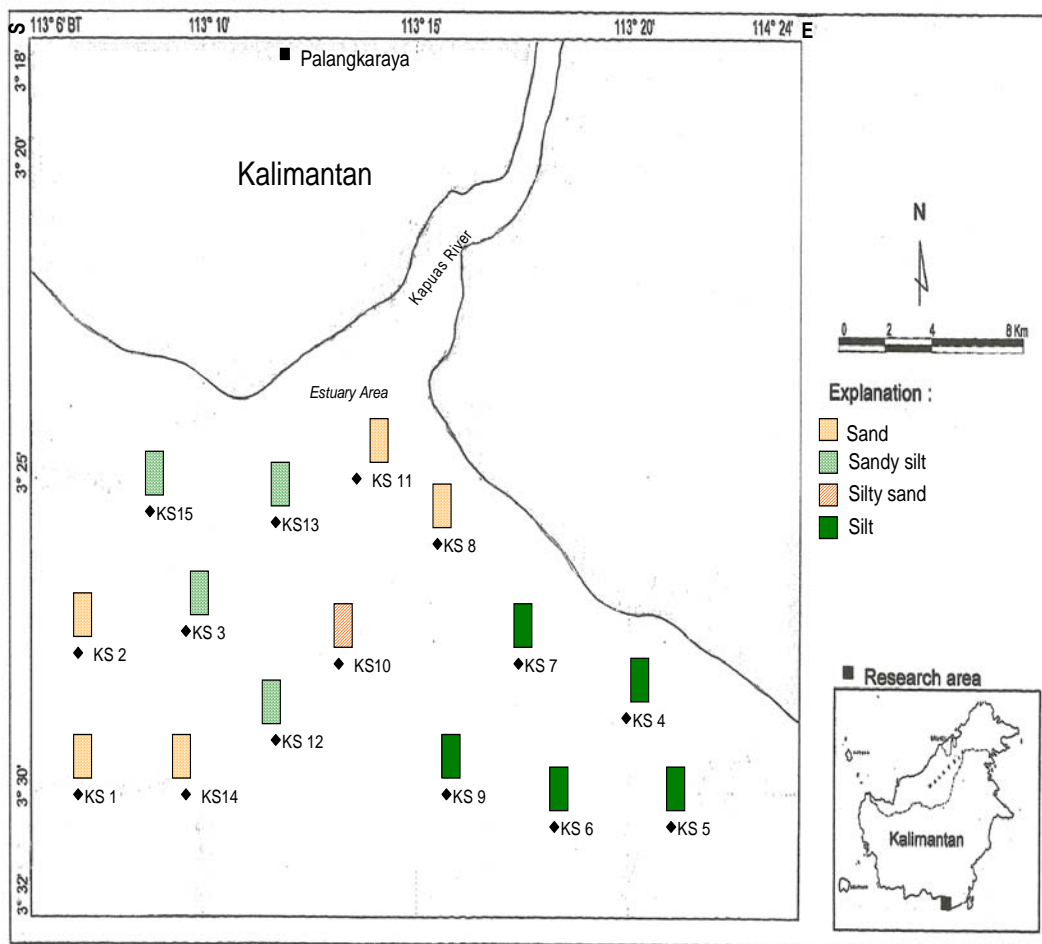 S 113° 6' BT 113° 10' 113° 15' 113° 20' 114° 24' E
3° 18'
3° 20'
3° 25'
3° 30'
3° 32'
Palangkaraya
Kalimantan
Kapuas River
Estuary Area
KS 11
KS15
KS13
KS 8
KS 3
KS 2
KS10
KS 7
KS 4
KS 12
KS 1
KS14
KS 9
KS 6
KS 5
N
0 2 4 8 Km
Explanation :
Sand
Sandy silt
Silty sand
Silt
Research area
Kalimantan